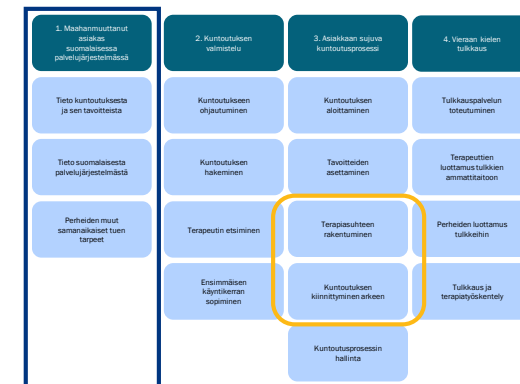 1. Maahanmuuttanut
asiakas
suomalaisessa
palvelujärjestelmässä
Tieto kuntoutuksesta
ja sen tavoitteista
Tieto suomalaisesta
palvelujärjestelmästä
Perheiden muut
samanaikaiset tuen
tarpeet
2. Kuntoutuksen
valmistelu
Kuntoutukseen
ohjautuminen
Kuntoutuksen
hakeminen
Terapeutin etsiminen
Ensimmäisen
käyntikerran
sopiminen
3. Asiakkaan sujuva
kuntoutusprosessi
Kuntoutuksen
aloittaminen
Tavoitteiden
asettaminen
Terapiasuhteen
rakentuminen
Kuntoutuksen
kiinnittyminen arkeen
Kuntoutusprosessin
hallinta
4. Vieraan kielen
tulkkaus
Tulkkauspalvelun
toteutuminen
Terapeuttien
luottamus tulkkien
ammattitaitoon
Perheiden luottamus
tulkkeihin
Tulkkaus ja
terapiatyöskentely